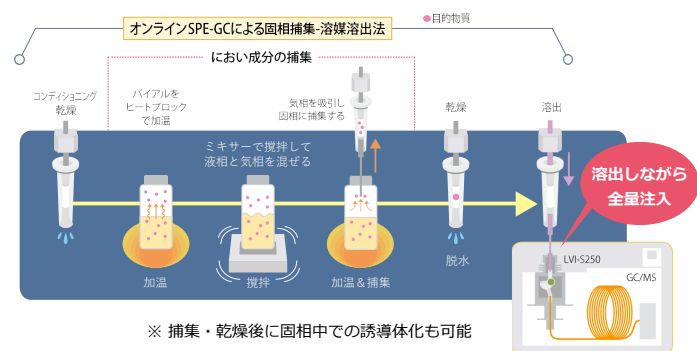 オンラインSPE-GCによる固相捕集-溶媒溶出法
●目的物質
におい成分の捕集
コンディショニング
乾燥
バイアルを
ヒートブロック
で加温
ミキサーで撹拌して
液相と気相を混ぜる
気相を吸引し
固相に捕集する
乾燥
溶出
溶出しながら
全量注入
加温
撹拌
加温＆捕集
脱水
LVI-S250
GC/MS
※ 捕集・乾燥後に固相中での誘導体化も可能